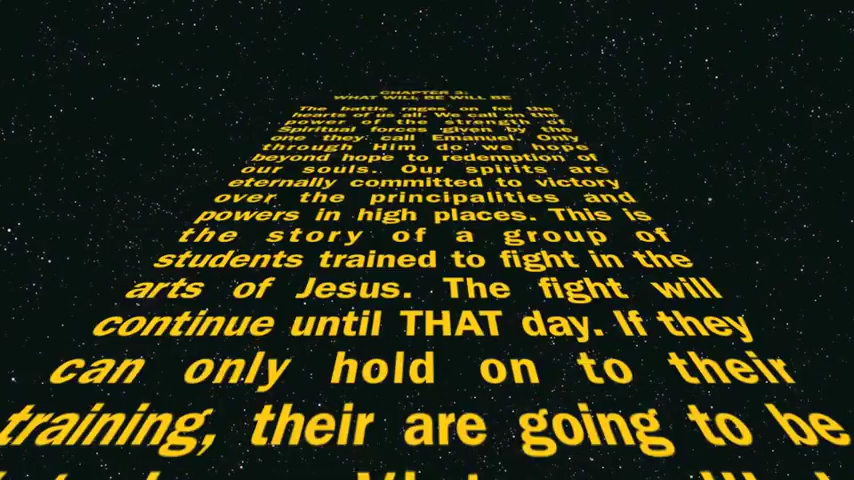 CHAPTER 3:
WHAT WILL BE WILL BE
The battle rages on for the
hearts of us all. We call on the
power of the strength of
Spiritual forces given by the
one they call Emanuel. Only
through Him do we hope
beyond hope to redemption of
our souls. Our spirits are
eternally committed to victory
over the principalities and
powers in high places. This is
the story of a group of
students trained to fight in the
arts of Jesus. The fight will
continue until THAT day. If they
can only hold on to their
training, their are going to be